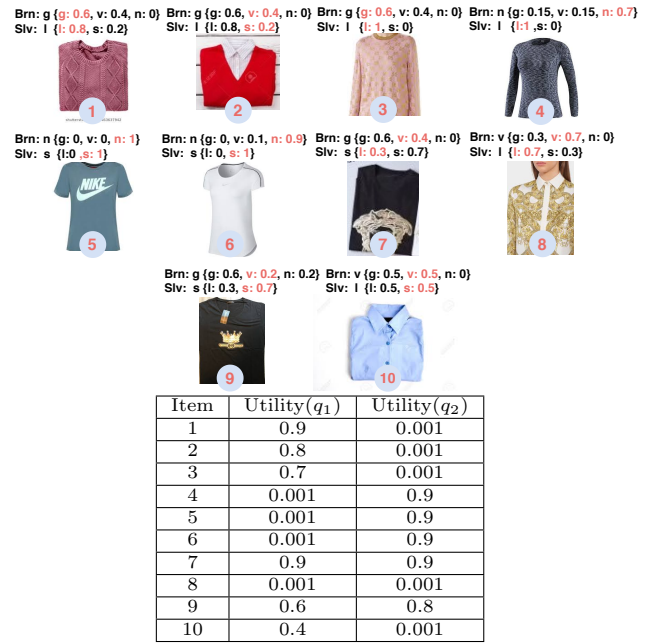 Brn: g {g: 0.6, v: 0.4, n: 0}
Slv: l {l: 0.8, s: 0.2}
1
Brn: g {g: 0.6, v: 0.4, n: 0}
Slv: l {l: 0.8, s: 0.2}
2
Brn: g {g: 0.6, v: 0.4, n: 0}
Slv: l {l: 1, s: 0}
3
Brn: n {g: 0.15, v: 0.15, n: 0.7}
Slv: l {l:1 ,s: 0}
4
Brn: n {g: 0, v: 0, n: 1}
Slv: s {l:0 ,s: 1}
NIKE
5
Brn: n {g: 0, v: 0.1, n: 0.9}
Slv: s {l: 0, s: 1}
6
Brn: g {g: 0.6, v: 0.4, n: 0}
Slv: s {l: 0.3, s: 0.7}
7
Brn: v {g: 0.3, v: 0.7, n: 0}
Slv: l {l: 0.7, s: 0.3}
8
Brn: g {g: 0.6, v: 0.2, n: 0.2}
Slv: s {l: 0.3, s: 0.7}
9
Brn: v {g: 0.5, v: 0.5, n: 0}
Slv: l {l: 0.5, s: 0.5}
10
Item Utility(q₁) Utility(q₂)
1 0.9 0.001
2 0.8 0.001
3 0.7 0.001
4 0.001 0.9
5 0.001 0.9
6 0.001 0.9
7 0.9 0.9
8 0.001 0.001
9 0.6 0.8
10 0.4 0.001